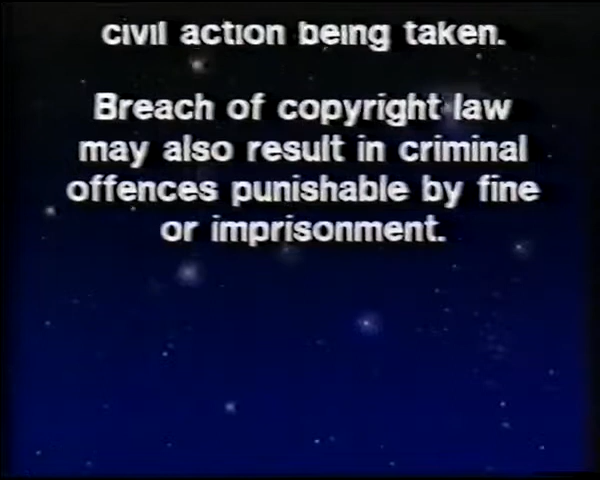 civil action being taken.
Breach of copyright law
may also result in criminal
offences punishable by fine
or imprisonment.